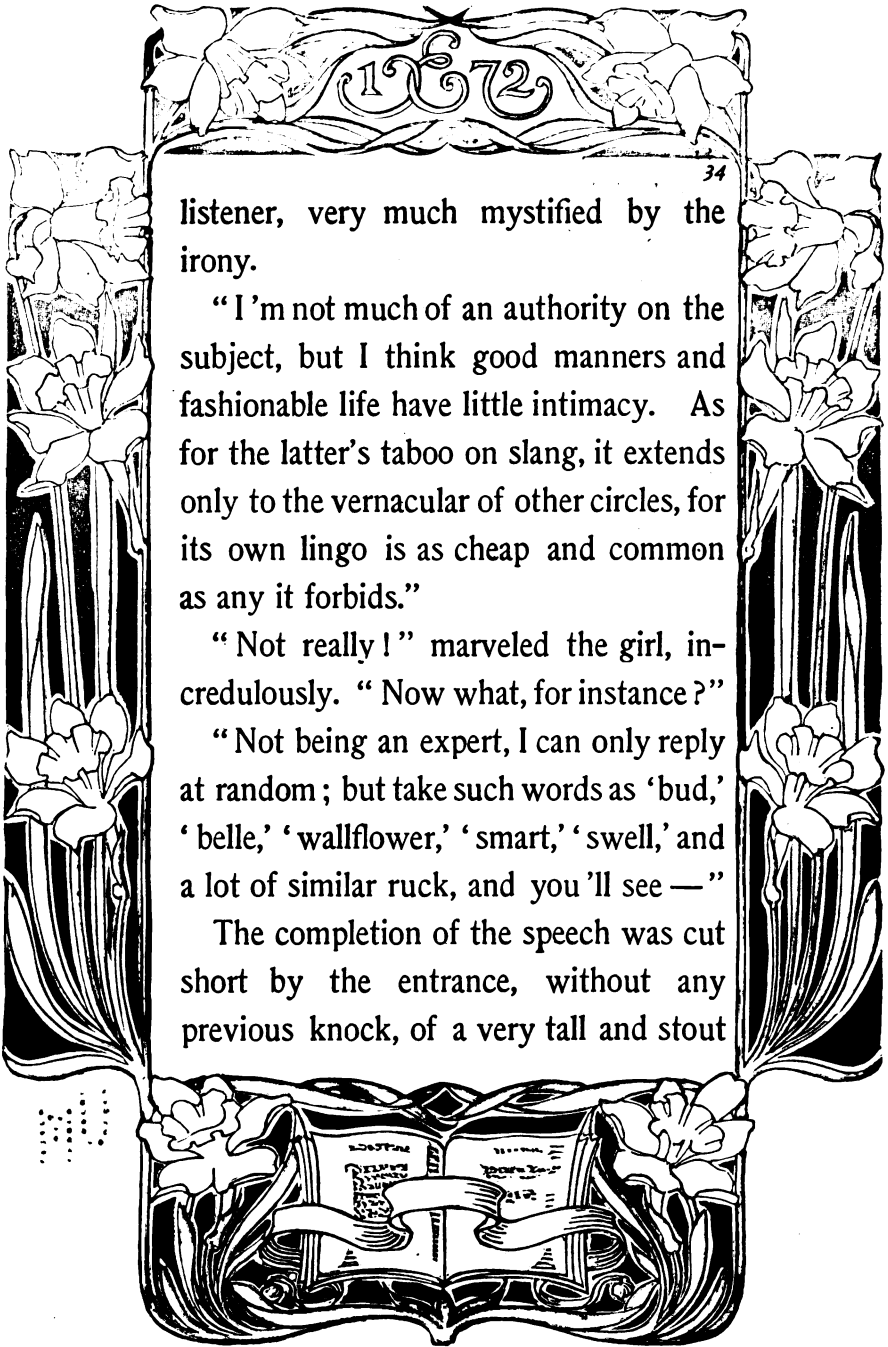 1 & 72
34
listener, very much mystified by the
irony.
“ I ’m not much of an authority on the
subject, but I think good manners and
fashionable life have little intimacy. As
for the latter’s taboo on slang, it extends
only to the vernacular of other circles, for
its own lingo is as cheap and common
as any it forbids.”
“ Not really ! ” marveled the girl, in-
credulously. “ Now what, for instance ?”
“ Not being an expert, I can only reply
at random ; but take such words as ‘bud,’
‘ belle,’ ‘ wallflower,’ ‘ smart,’ ‘ swell,’ and
a lot of similar ruck, and you ’ll see — ”
The completion of the speech was cut
short by the entrance, without any
previous knock, of a very tall and stout